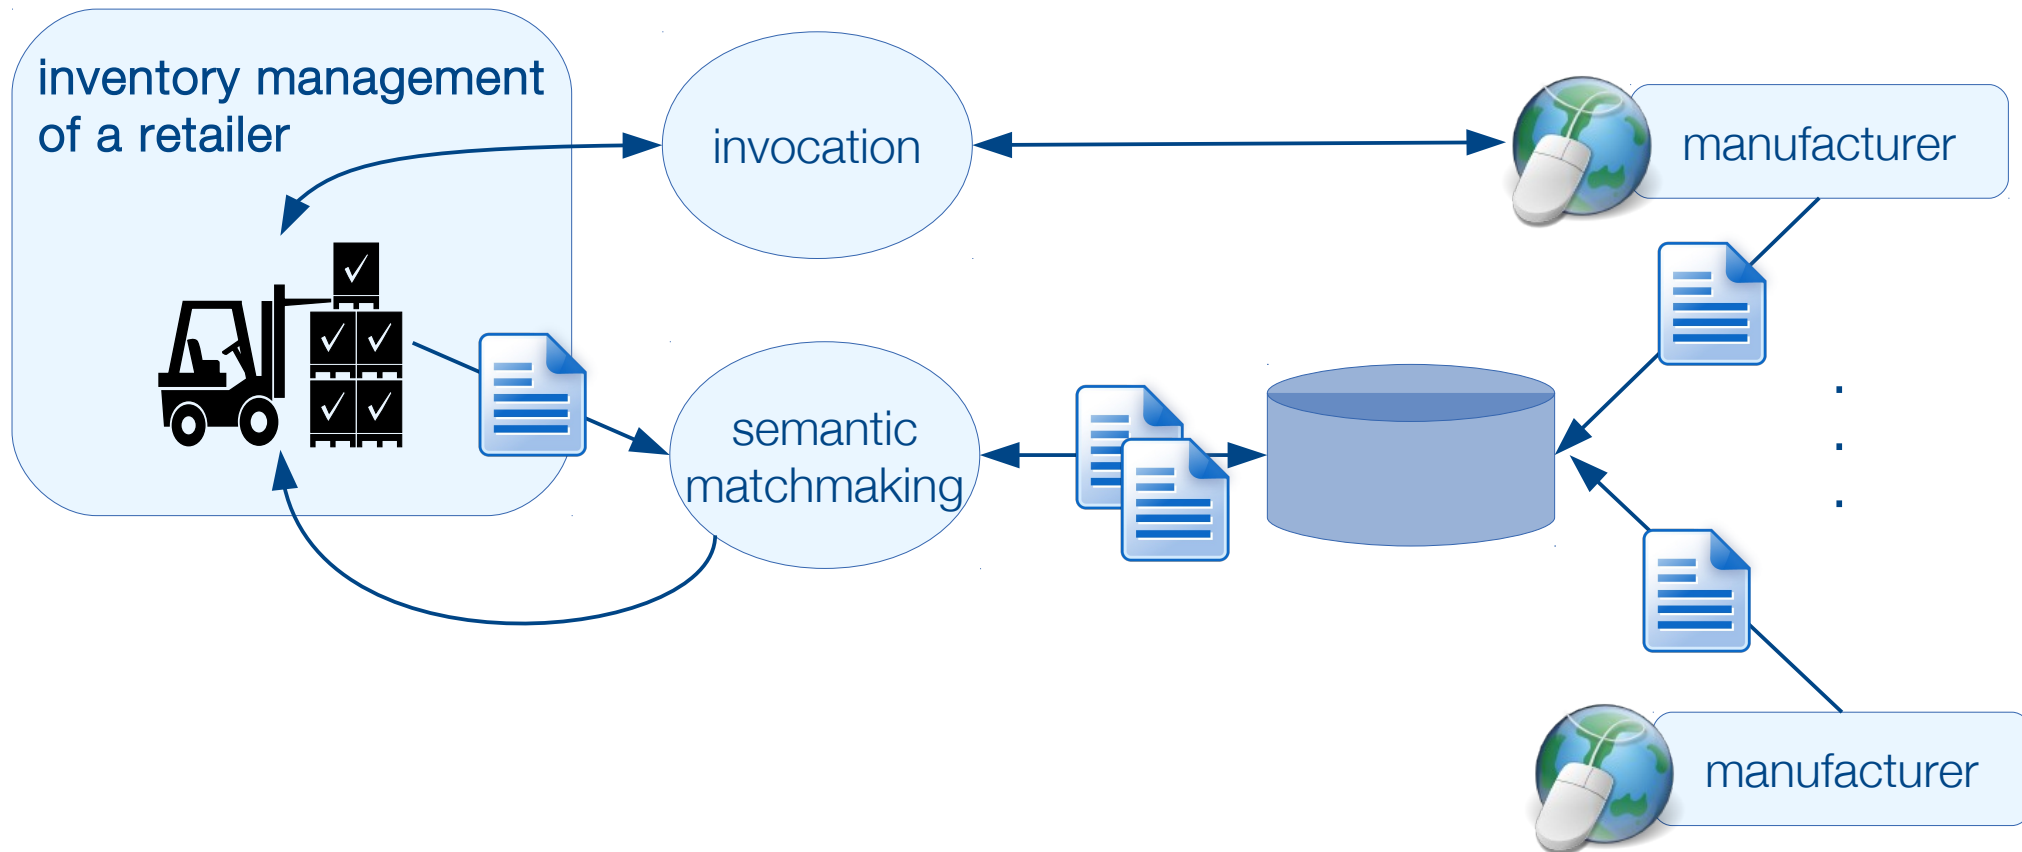 inventory management
of a retailer
invocation
manufacturer
semantic
matchmaking
.
.
.
manufacturer